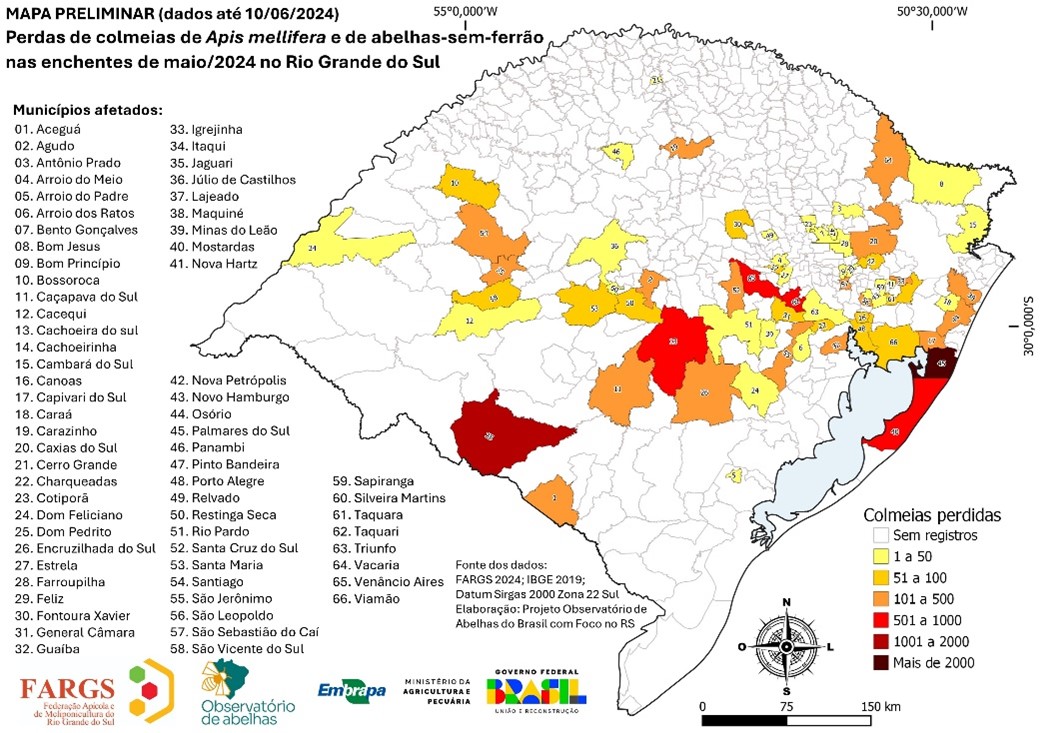 MAPA PRELIMINAR (dados até 10/06/2024)
Perdas de colmeias de Apis mellifera e de abelhas-sem-ferrão
nas enchentes de maio/2024 no Rio Grande do Sul
55°0,000'W
50°30,000'W
30°0,000'S
Municípios afetados:
01. Aceguá
02. Agudo
03. Antônio Prado
04. Arroio do Meio
05. Arroio do Padre
06. Arroio dos Ratos
07. Bento Gonçalves
08. Bom Jesus
09. Bom Princípio
10. Bossoroca
11. Caçapava do Sul
12. Cacequi
13. Cachoeira do sul
14. Cachoeirinha
15. Cambará do Sul
16. Canoas
17. Capivari do Sul
18. Caraá
19. Carazinho
20. Caxias do Sul
21. Cerro Grande
22. Charqueadas
23. Cotiporã
24. Dom Feliciano
25. Dom Pedrito
26. Encruzilhada do Sul
27. Estrela
28. Farroupilha
29. Feliz
30. Fontoura Xavier
31. General Câmara
32. Guaíba
33. Igrejinha
34. Itaqui
35. Jaguari
36. Júlio de Castilhos
37. Lajeado
38. Maquiné
39. Minas do Leão
40. Mostardas
41. Nova Hartz
42. Nova Petrópolis
43. Novo Hamburgo
44. Osório
45. Palmares do Sul
46. Panambi
47. Pinto Bandeira
48. Porto Alegre
49. Relvado
50. Restinga Seca
51. Rio Pardo
52. Santa Cruz do Sul
53. Santa Maria
54. Santiago
55. São Jerônimo
56. São Leopoldo
57. São Sebastião do Caí
58. São Vicente do Sul
59. Sapiranga
60. Silveira Martins
61. Taquara
62. Taquari
63. Triunfo
64. Vacaria
65. Venâncio Aires
66. Viamão
Fonte dos dados:
FARGS 2024; IBGE 2019;
Datum Sirgas 2000 Zona 22 Sul
Elaboração: Projeto Observatório de
Abelhas do Brasil com Foco no RS
Colmeias perdidas
Sem registros
1 a 50
51 a 100
101 a 500
501 a 1000
1001 a 2000
Mais de 2000
N
O
L
S
0
75
150 km
FARGS
Federação Apícola e
de Meliponicultura do
Rio Grande do Sul
Observatório
de abelhas
Embrapa
MINISTÉRIO DA
AGRICULTURA E
PECUÁRIA
GOVERNO FEDERAL
BRASIL
UNIÃO E RECONSTRUÇÃO